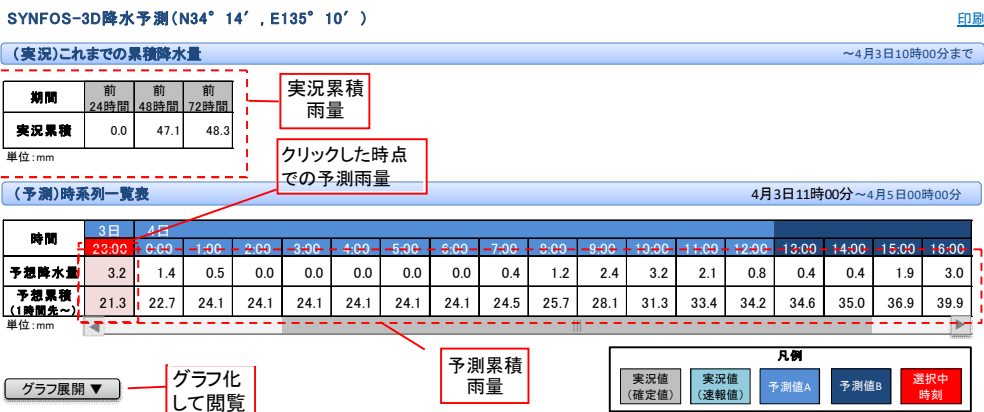 SYNFOS-3D降水予測(N34°14′,E135°10′)
印刷
(実況)これまでの累積降水量 ～4月3日10時00分まで
期間 前24時間 前48時間 前72時間
実況累積 0.0 47.1 48.3
単位:mm
実況累積
雨量
クリックした時点
での予測雨量
(予測)時系列一覧表 4月3日11時00分～4月5日00時00分
時間 3日 4日
23:00 0:00 1:00 2:00 3:00 4:00 5:00 6:00 7:00 8:00 9:00 10:00 11:00 12:00 13:00 14:00 15:00 16:00
予想降水量 3.2 1.4 0.5 0.0 0.0 0.0 0.0 0.0 0.4 1.2 2.4 3.2 2.1 0.8 0.4 0.4 1.9 3.0
予想累積
(1時間先～) 21.3 22.7 24.1 24.1 24.1 24.1 24.1 24.1 24.5 25.7 28.1 31.3 33.4 34.2 34.6 35.0 36.9 39.9
単位:mm
グラフ展開 ▼
グラフ化
して閲覧
予測累積
雨量
凡例
実況値
(確定値)
実況値
(速報値)
予測値A
予測値B
選択中
時刻